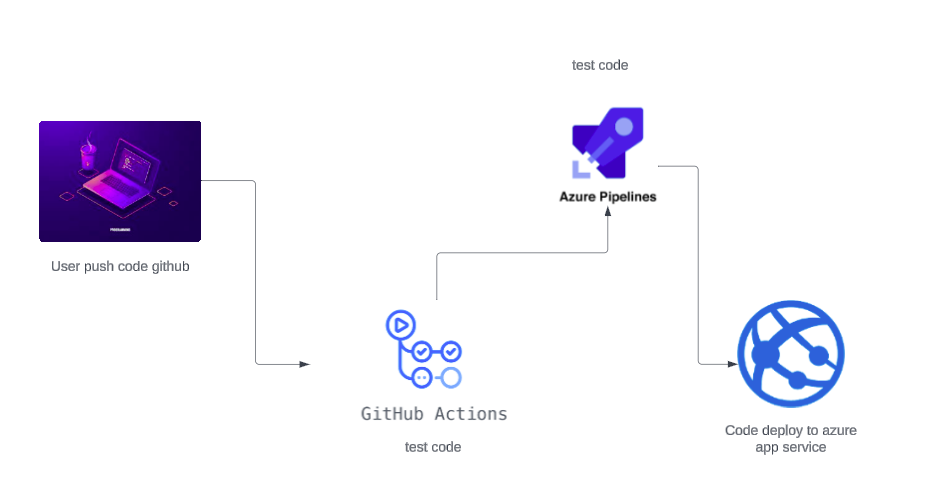 test code
Azure Pipelines
User push code github
GitHub Actions
test code
Code deploy to azure
app service